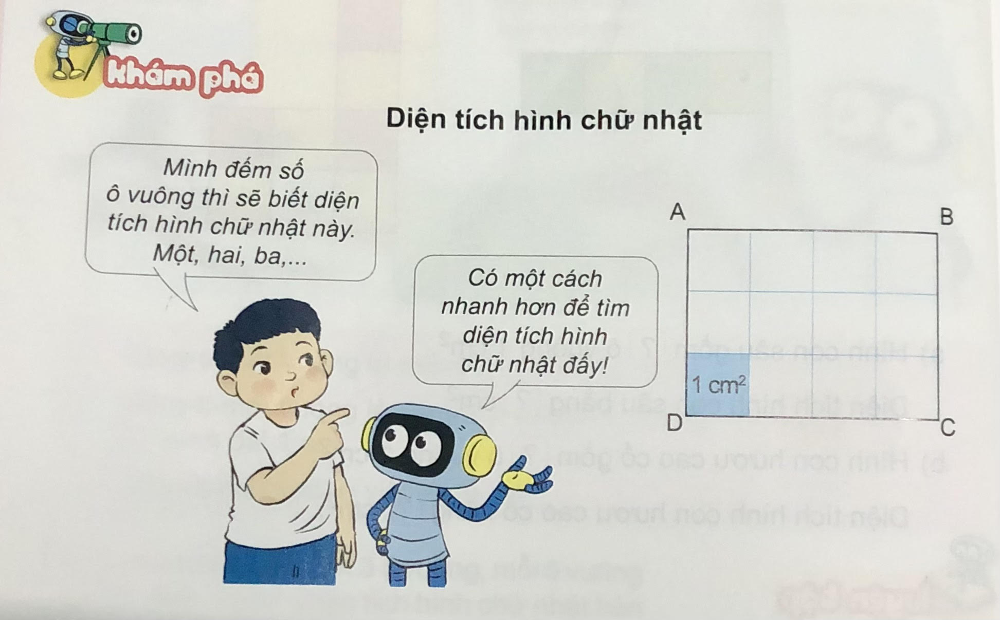 Khám phá
Diện tích hình chữ nhật
Mình đếm số
ô vuông thì sẽ biết diện
tích hình chữ nhật này.
Một, hai, ba,...
Có một cách
nhanh hơn để tìm
diện tích hình
chữ nhật đấy!
A
B
1 cm²
D
C